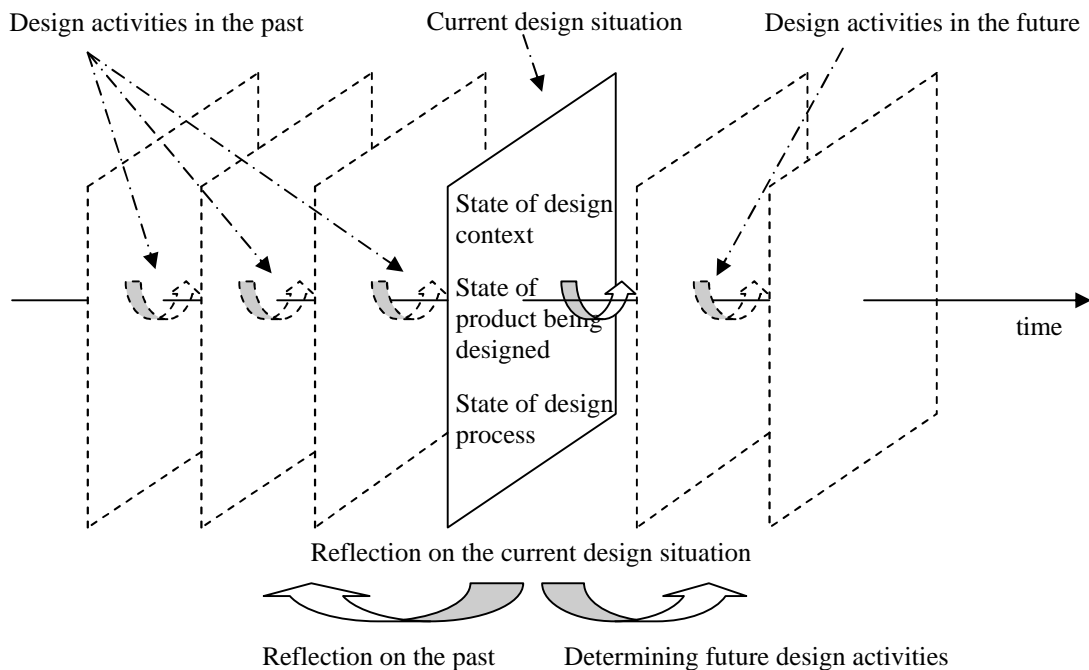 Design activities in the past
Current design situation
Design activities in the future
State of design
context
State of
product being
designed
State of design
process
time
Reflection on the current design situation
Reflection on the past
Determining future design activities